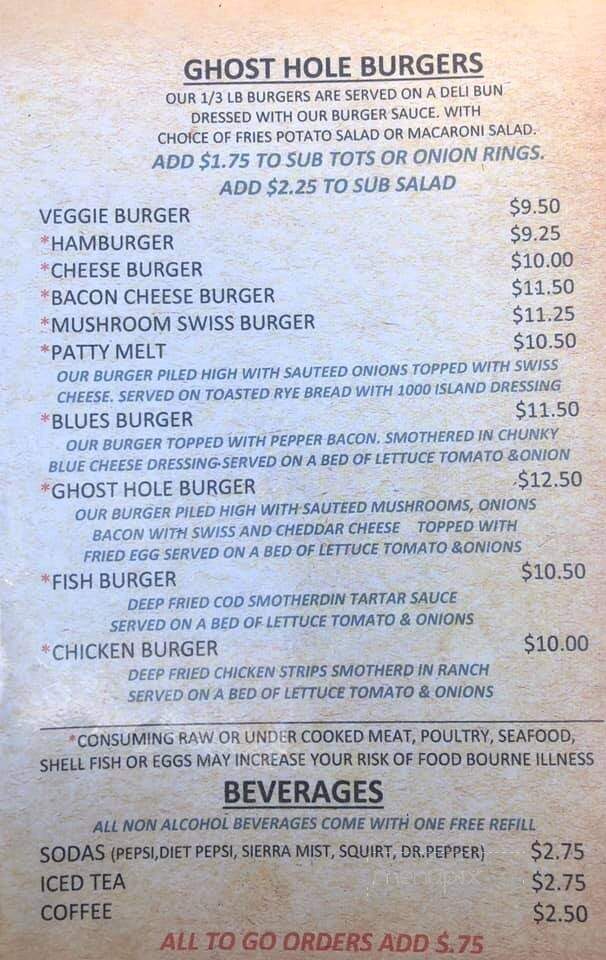 GHOST HOLE BURGERS
OUR 1/3 LB BURGERS ARE SERVED ON A DELI BUN
DRESSED WITH OUR BURGER SAUCE. WITH
CHOICE OF FRIES POTATO SALAD OR MACARONI SALAD.
ADD $1.75 TO SUB TOTS OR ONION RINGS.
ADD $2.25 TO SUB SALAD
VEGGIE BURGER $9.50
*HAMBURGER $9.25
*CHEESE BURGER $10.00
*BACON CHEESE BURGER $11.50
*MUSHROOM SWISS BURGER $11.25
*PATTY MELT $10.50
OUR BURGER PILED HIGH WITH SAUTEED ONIONS TOPPED WITH SWISS
CHEESE. SERVED ON TOASTED RYE BREAD WITH 1000 ISLAND DRESSING
*BLUES BURGER $11.50
OUR BURGER TOPPED WITH PEPPER BACON. SMOTHERED IN CHUNKY
BLUE CHEESE DRESSING-SERVED ON A BED OF LETTUCE TOMATO &ONION
*GHOST HOLE BURGER $12.50
OUR BURGER PILED HIGH WITH SAUTEED MUSHROOMS, ONIONS
BACON WITH SWISS AND CHEDDAR CHEESE TOPPED WITH
FRIED EGG SERVED ON A BED OF LETTUCE TOMATO &ONIONS
*FISH BURGER $10.50
DEEP FRIED COD SMOTHERDIN TARTAR SAUCE
SERVED ON A BED OF LETTUCE TOMATO & ONIONS
*CHICKEN BURGER $10.00
DEEP FRIED CHICKEN STRIPS SMOTHERD IN RANCH
SERVED ON A BED OF LETTUCE TOMATO & ONIONS
*CONSUMING RAW OR UNDER COOKED MEAT, POULTRY, SEAFOOD,
SHELL FISH OR EGGS MAY INCREASE YOUR RISK OF FOOD BOURNE ILLNESS
BEVERAGES
ALL NON ALCOHOL BEVERAGES COME WITH ONE FREE REFILL
SODAS (PEPSI,DIET PEPSI, SIERRA MIST, SQUIRT, DR.PEPPER) $2.75
ICED TEA $2.75
COFFEE $2.50
ALL TO GO ORDERS ADD $.75